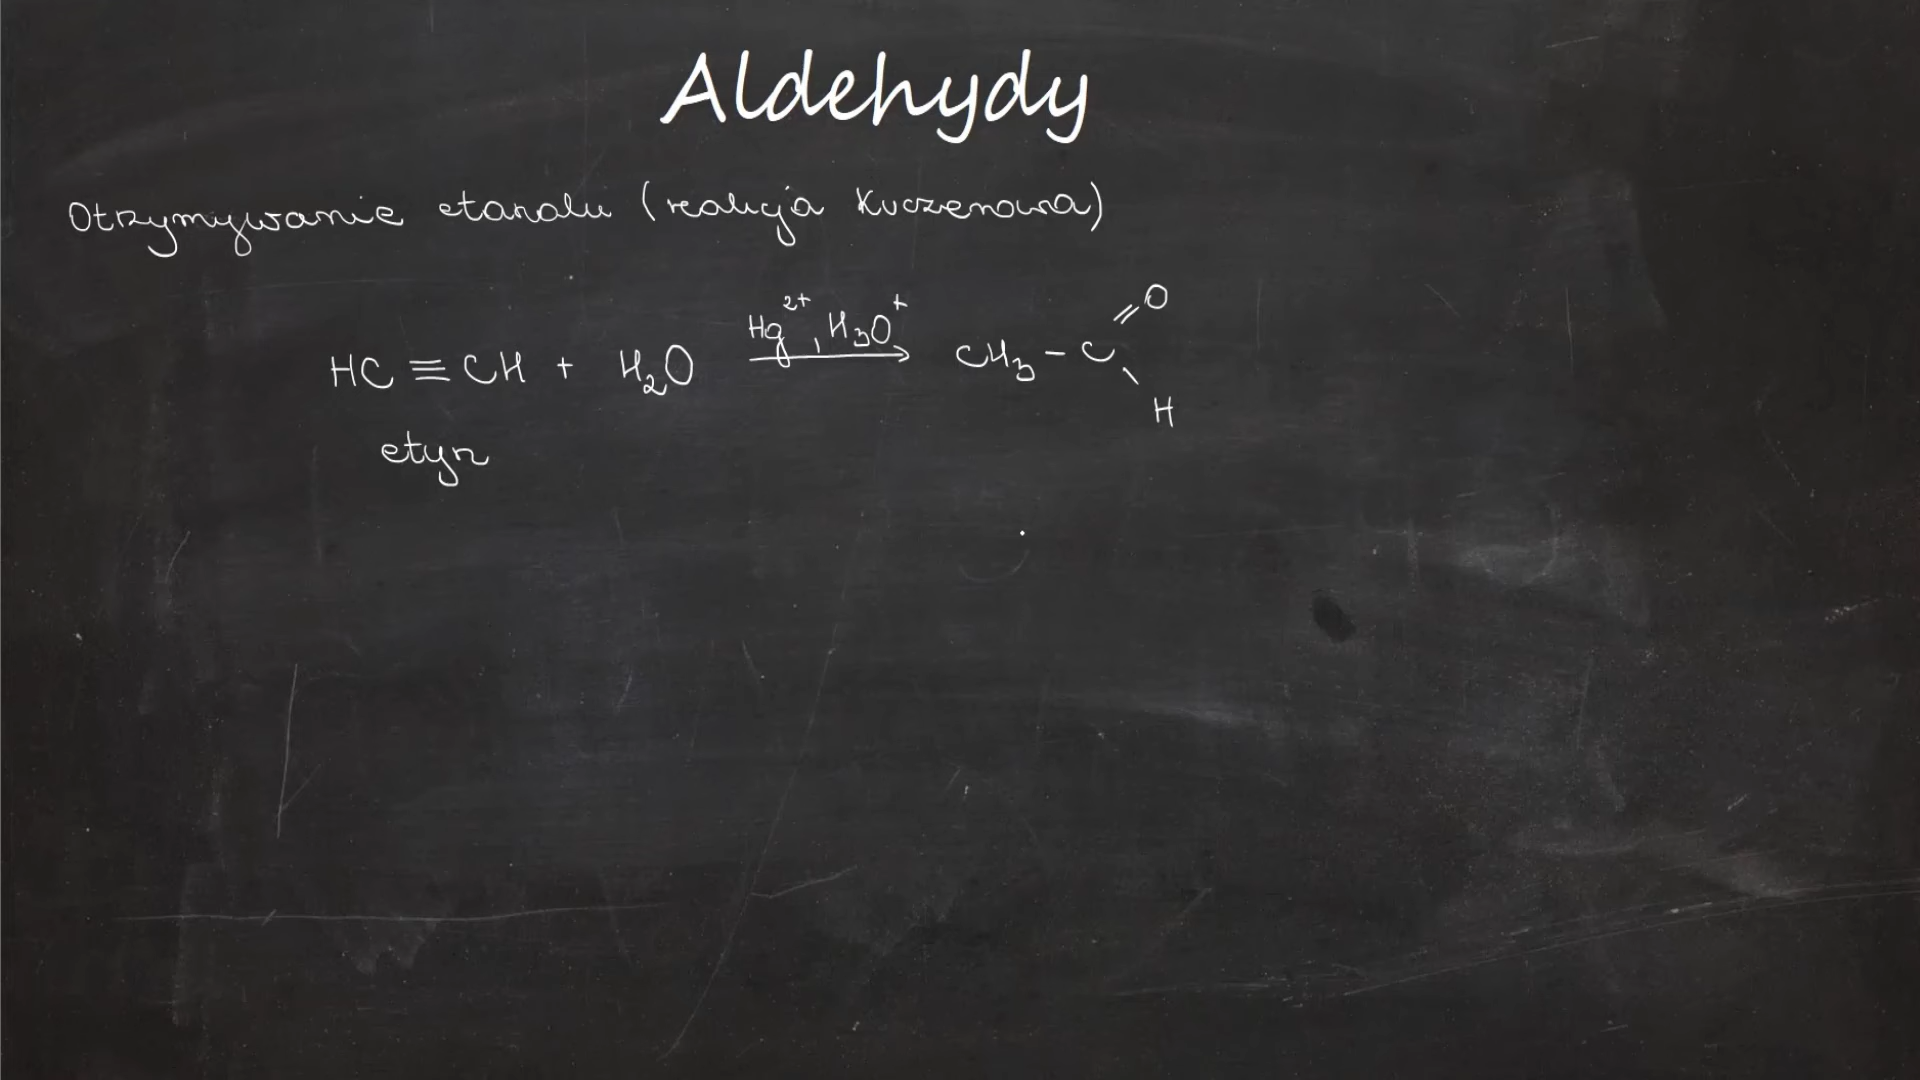 Aldehydy
Otrzymywanie etanalu (reakcja Kuczerowa)
HC≡CH + H₂O —Hg²⁺, H₃O⁺→ CH₃-C(=O)-H
etyn